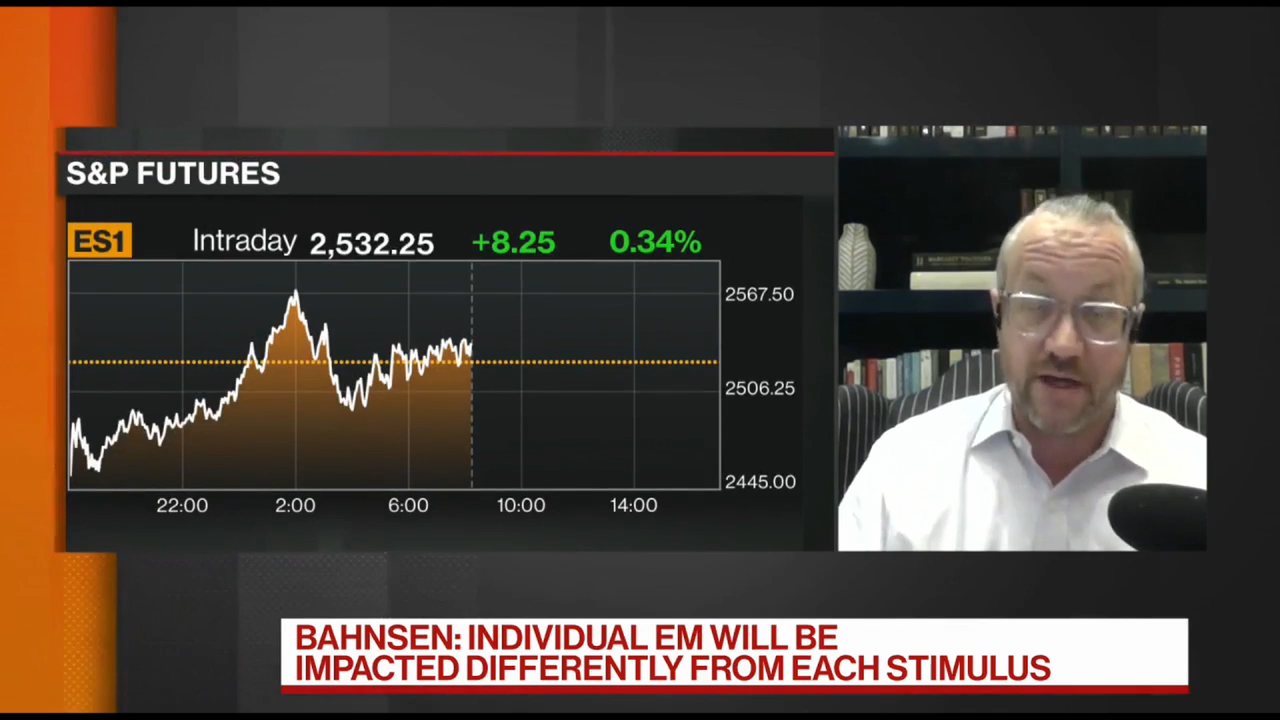 S&P FUTURES
ES1 Intraday 2,532.25 +8.25 0.34%
2567.50
2506.25
2445.00
22:00 2:00 6:00 10:00 14:00
BAHNSEN: INDIVIDUAL EM WILL BE
IMPACTED DIFFERENTLY FROM EACH STIMULUS